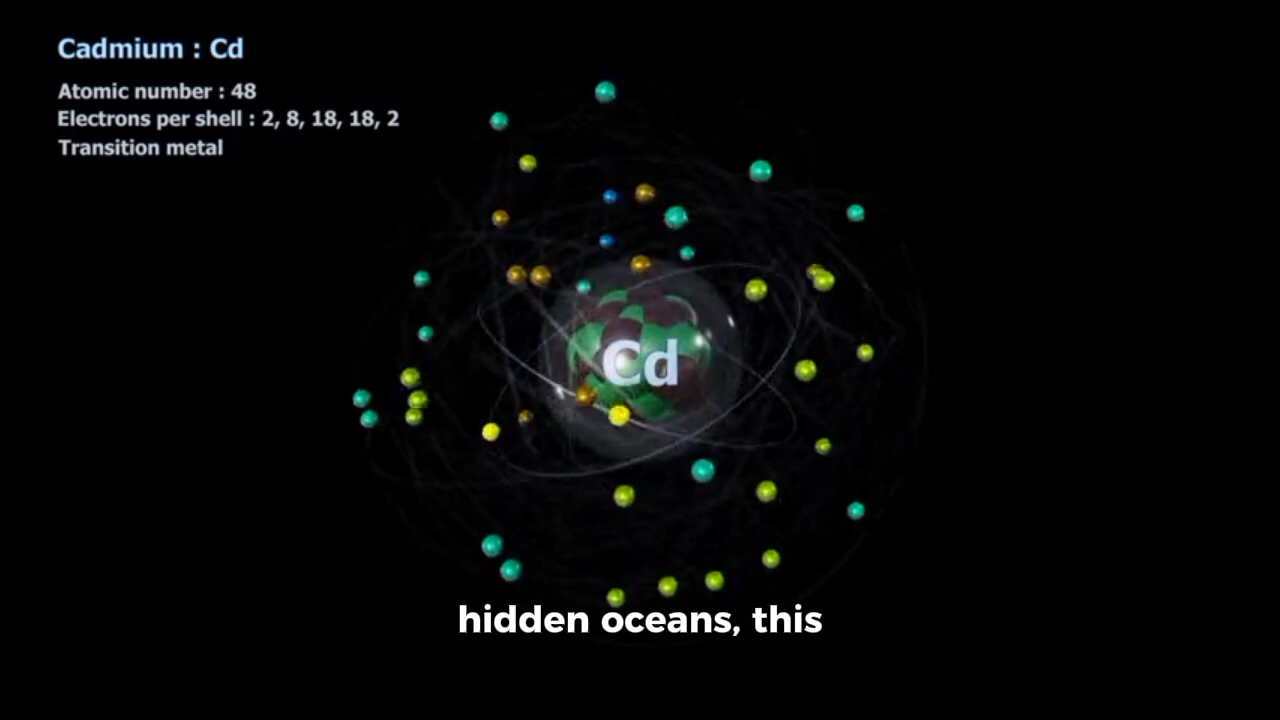 Cadmium : Cd
Atomic number : 48
Electrons per shell : 2, 8, 18, 18, 2
Transition metal
Cd
hidden oceans, this